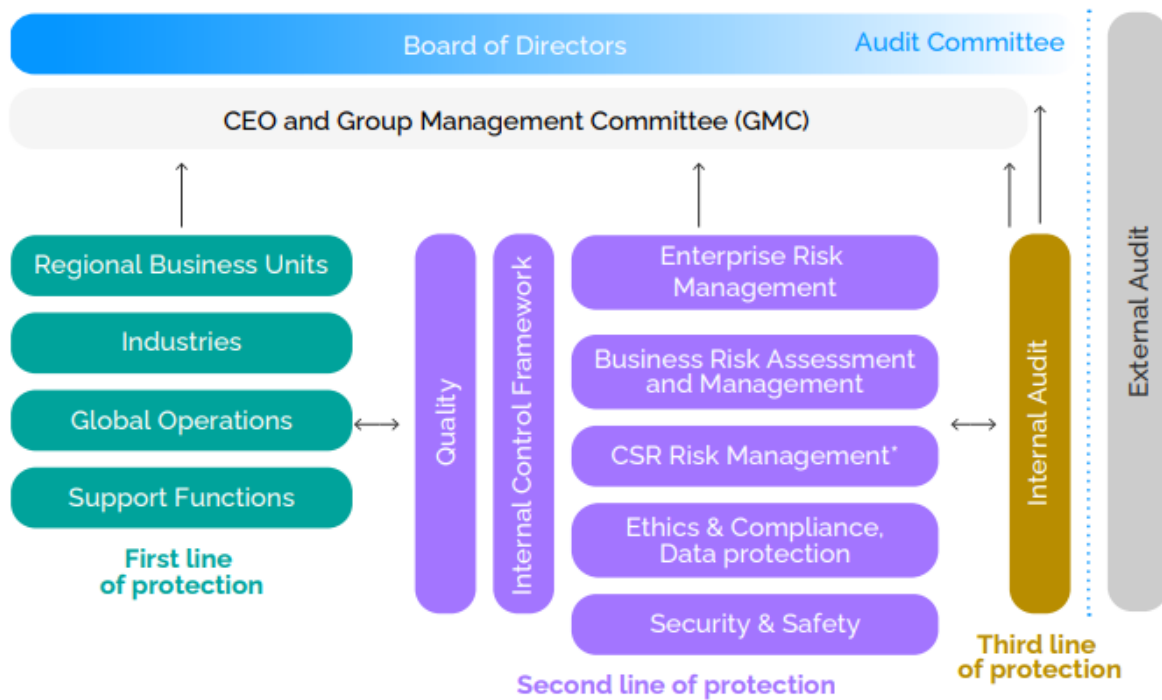 Board of Directors
Audit Committee
CEO and Group Management Committee (GMC)
Regional Business Units
Industries
Global Operations
Support Functions
First line
of protection
Quality
Internal Control Framework
Enterprise Risk
Management
Business Risk Assessment
and Management
CSR Risk Management*
Ethics & Compliance,
Data protection
Security & Safety
Second line of protection
Internal Audit
Third line
of protection
External Audit